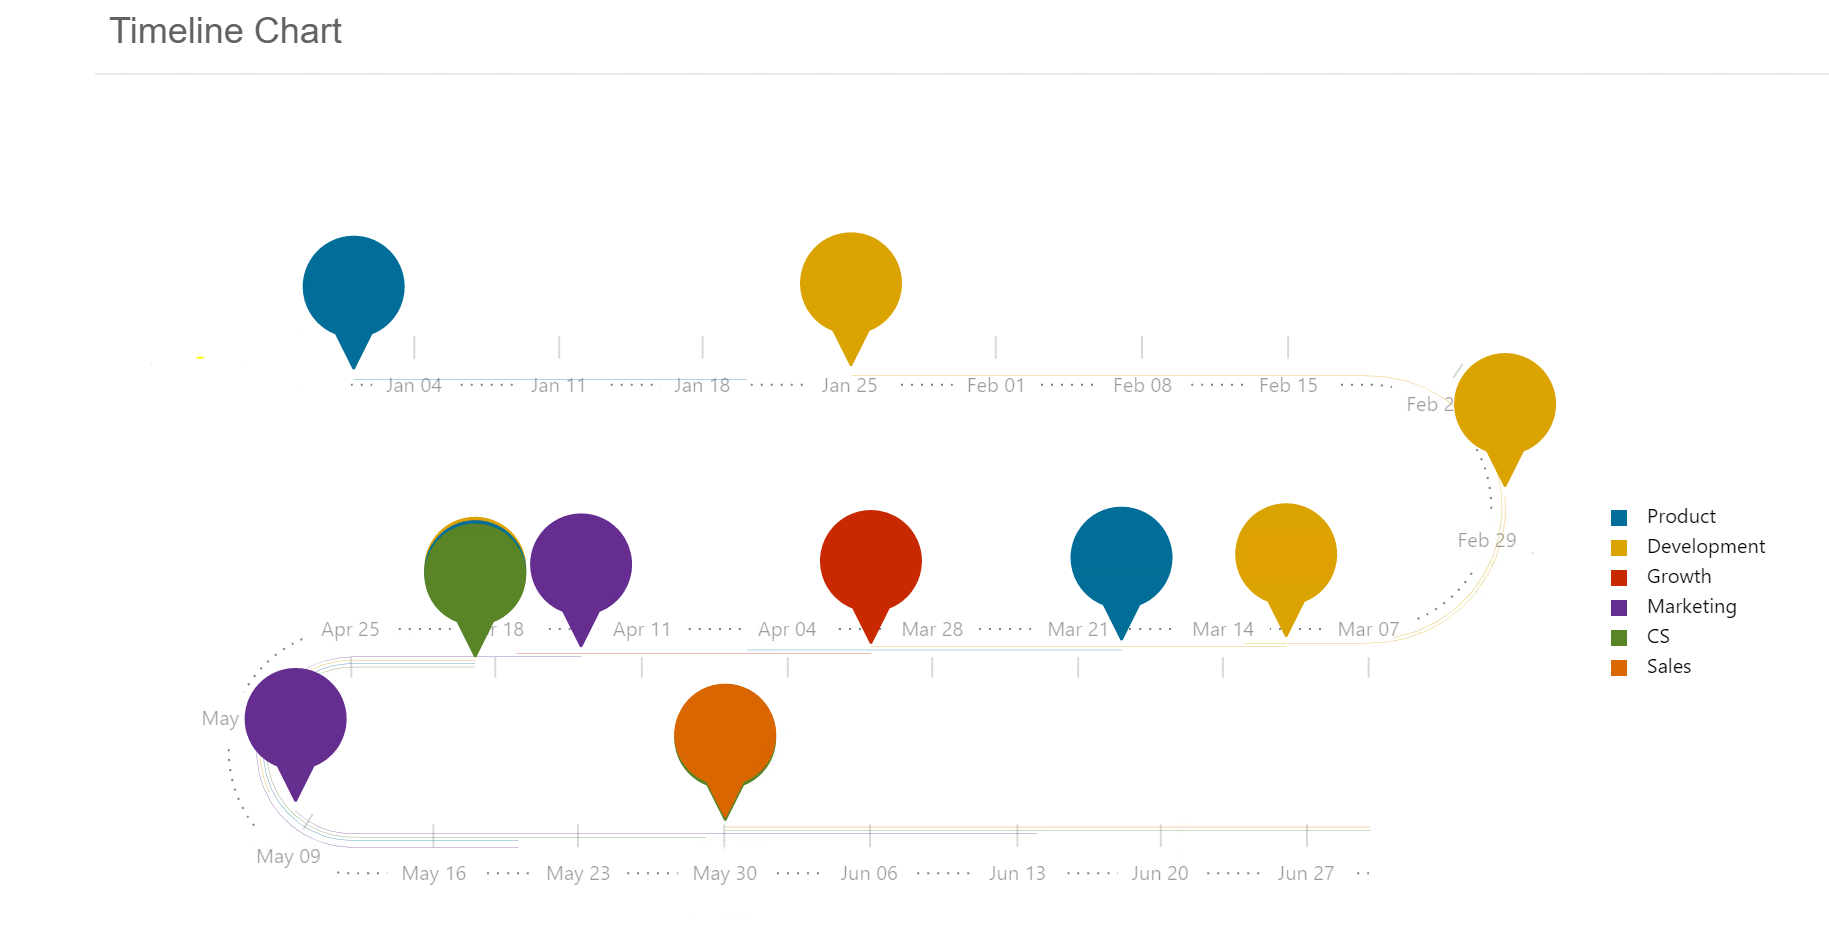 Timeline Chart
Jan 04 Jan 11 Jan 18 Jan 25 Feb 01 Feb 08 Feb 15
Feb 2
Product
Feb 29
Development
Growth
Marketing
Apr 25 18 Apr 11 Apr 04 Mar 28 Mar 21 Mar 14 Mar 07
CS
Sales
May
May 09
May 16 May 23 May 30 Jun 06 Jun 13 Jun 20 Jun 27